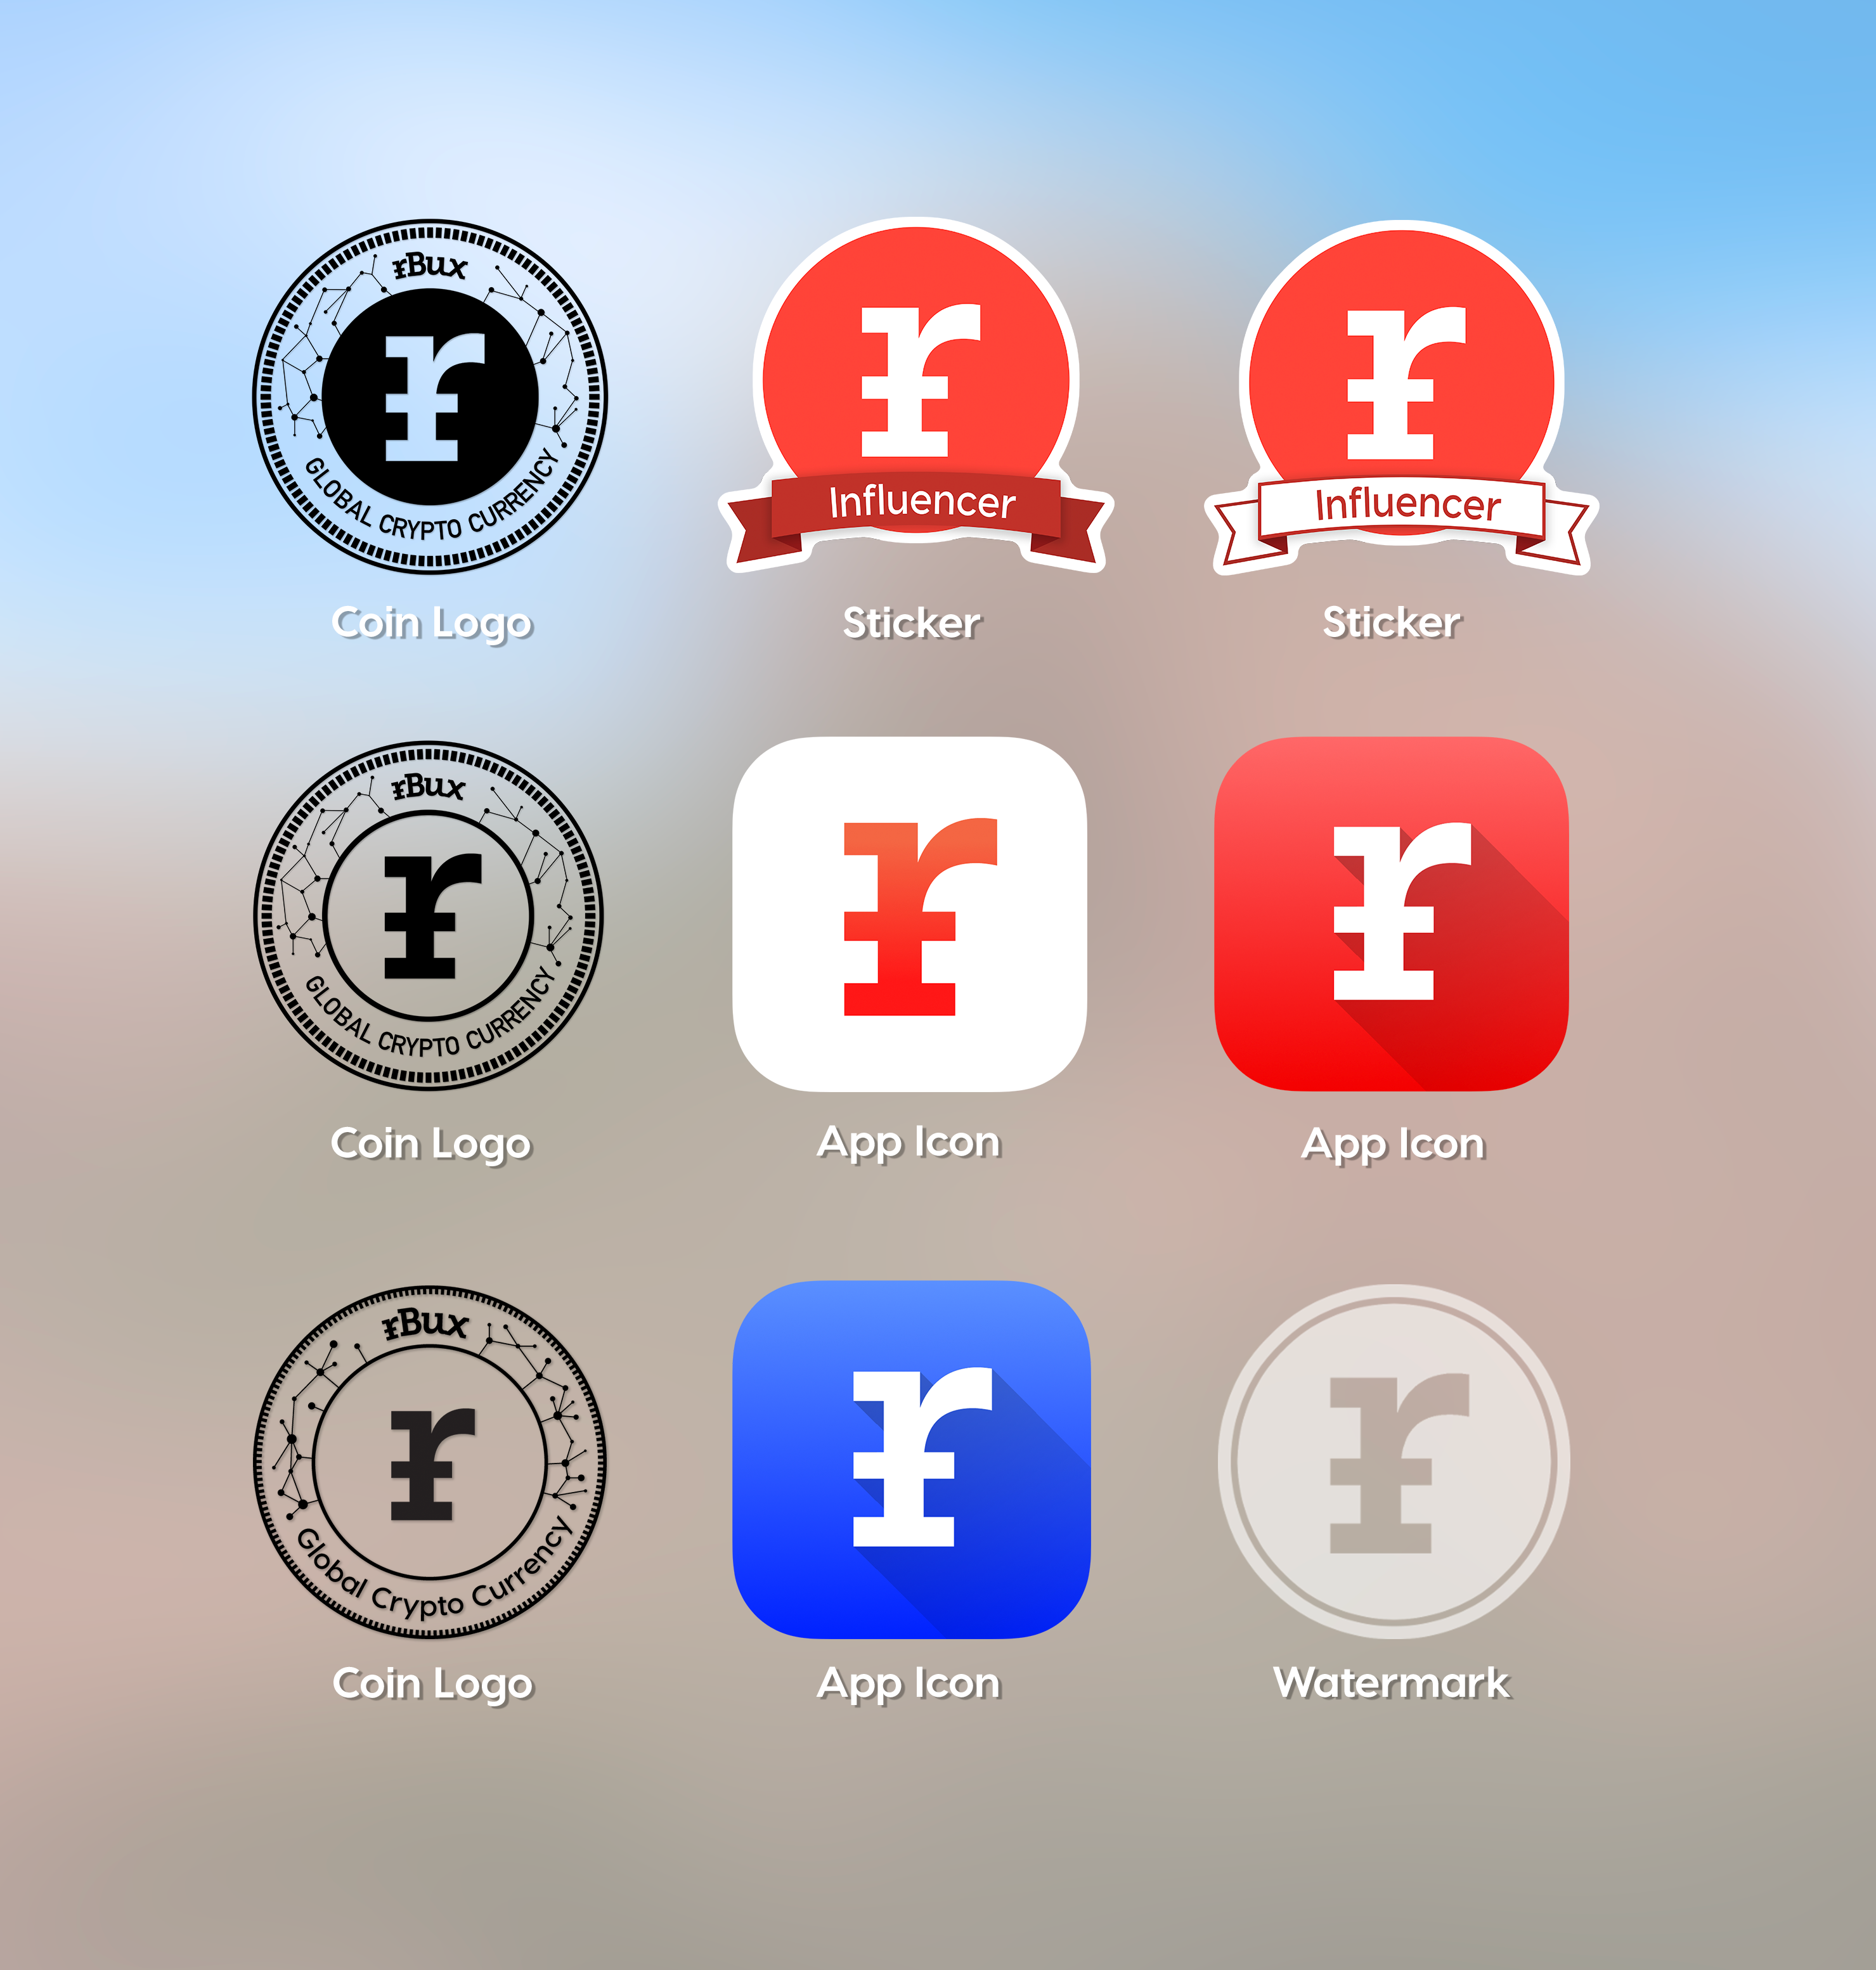 rBux
r
GLOBAL CRYPTO CURRENCY
Coin Logo
r
Influencer
Sticker
r
Influencer
Sticker
rBux
r
GLOBAL CRYPTO CURRENCY
Coin Logo
r
App Icon
r
App Icon
rBux
r
Global Crypto Currency
Coin Logo
r
App Icon
r
Watermark